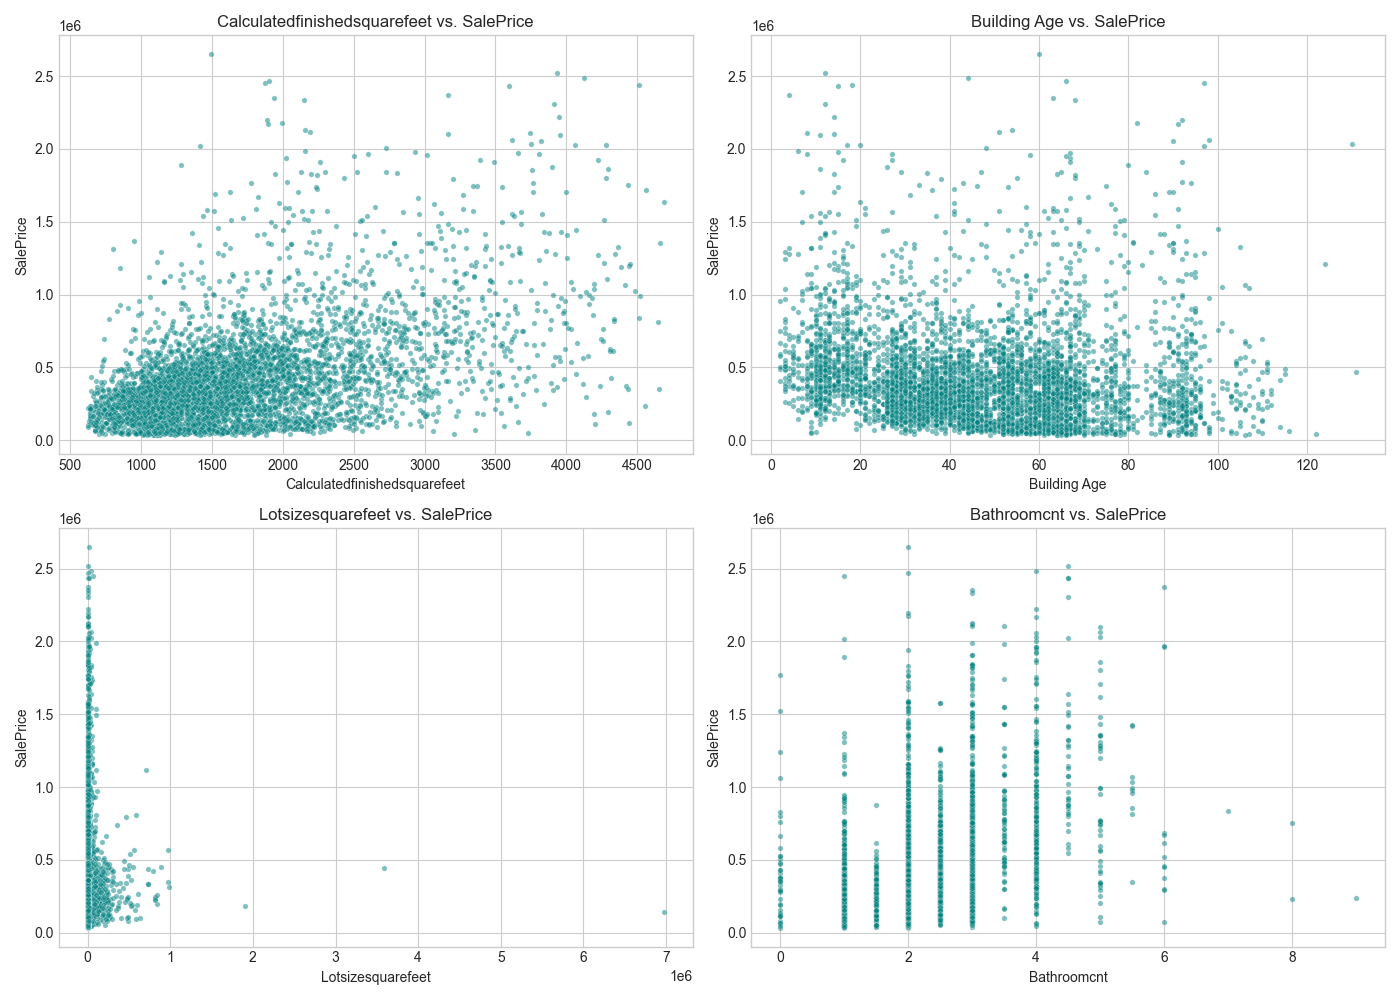 Calculatedfinishedsquarefeet vs. SalePrice
1e6
SalePrice
2.5
2.0
1.5
1.0
0.5
0.0
500 1000 1500 2000 2500 3000 3500 4000 4500
Calculatedfinishedsquarefeet
Building Age vs. SalePrice
1e6
SalePrice
2.5
2.0
1.5
1.0
0.5
0.0
0 20 40 60 80 100 120
Building Age
Lotsizesquarefeet vs. SalePrice
1e6
SalePrice
2.5
2.0
1.5
1.0
0.5
0.0
0 1 2 3 4 5 6 7
1e6
Lotsizesquarefeet
Bathroomcnt vs. SalePrice
1e6
SalePrice
2.5
2.0
1.5
1.0
0.5
0.0
0 2 4 6 8
Bathroomcnt